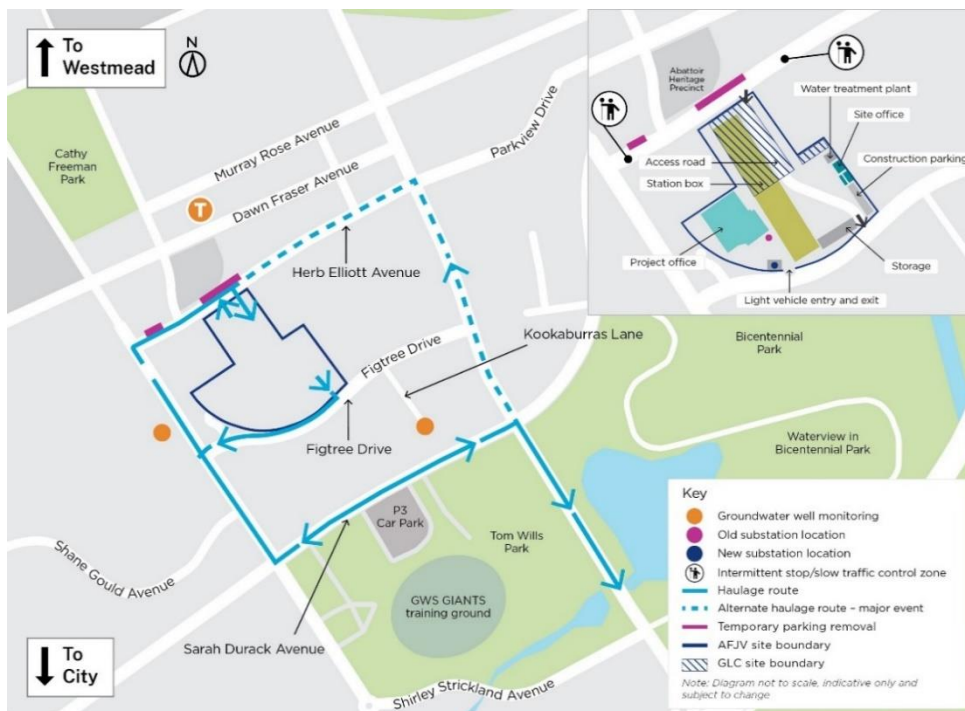 To
Westmead
N
Cathy
Freeman
Park
Murray Rose Avenue
Dawn Fraser Avenue
Parkview Drive
T
Herb Elliott Avenue
Figtree Drive
Kookaburras Lane
Figtree Drive
Shane Gould Avenue
P3
Car Park
Tom Wills
Park
GWS GIANTS
training ground
Sarah Durack Avenue
Shirley Strickland Avenue
To
City
Bicentennial
Park
Waterview in
Bicentennial Park
Abattoir
Heritage
Precinct
Water treatment plant
Site office
Construction parking
Access road
Station box
Project office
Storage
Light vehicle entry and exit
Key
Groundwater well monitoring
Old substation location
New substation location
Intermittent stop/slow traffic control zone
Haulage route
Alternate haulage route – major event
Temporary parking removal
AFJV site boundary
GLC site boundary
Note: Diagram not to scale, indicative only and
subject to change